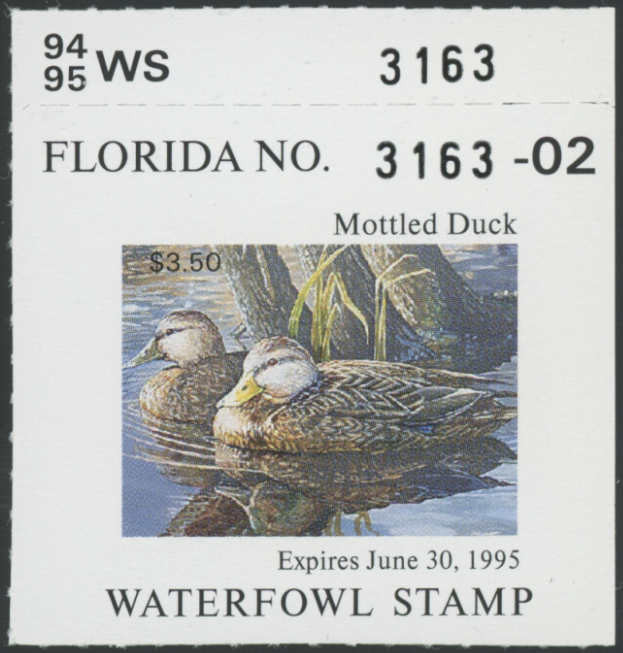 94
95 WS 3163
FLORIDA NO. 3163 -02
Mottled Duck
$3.50
Expires June 30, 1995
WATERFOWL STAMP